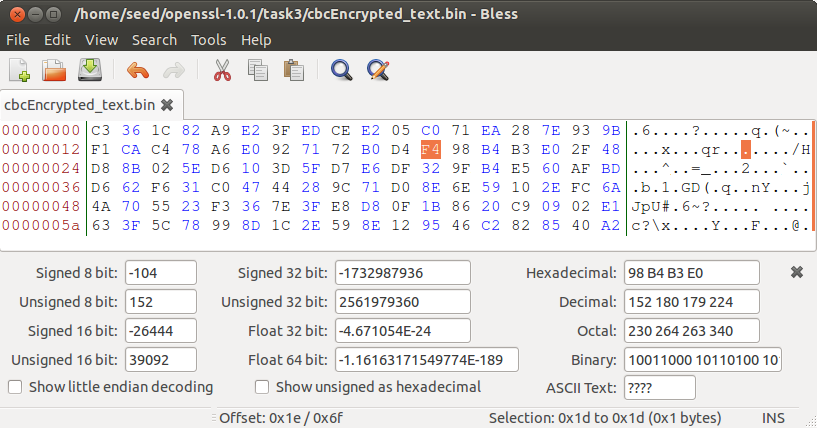 /home/seed/openssl-1.0.1/task3/cbcEncrypted_text.bin - Bless
File Edit View Search Tools Help
cbcEncrypted_text.bin
00000000 C3 36 1C 82 A9 E2 3F ED CE E2 05 C0 71 EA 28 7E 93 9B .6....?.....q.(~..
00000012 F1 CA C4 78 A6 E0 92 71 72 B0 D4 F4 98 B4 B3 E0 2F 48 ...x...qr...../H
00000024 D8 8B 02 5E D6 10 3D 5F D7 E6 DF 32 9F B4 E5 60 AF BD ...^..=_...2...`..
00000036 D6 62 F6 31 C0 47 44 28 9C 71 D0 8E 6E 59 10 2E FC 6A .b.1.GD(.q..nY...j
00000048 4A 70 55 23 F3 36 7E 3F E8 D8 0F 1B 86 20 C9 09 02 E1 JpU#.6~?..... ....
0000005a 63 3F 5C 78 99 8D 1C 2E 59 8E 12 95 46 C2 82 85 40 A2 c?\x....Y...F...@.
Signed 8 bit: -104 Signed 32 bit: -1732987936 Hexadecimal: 98 B4 B3 E0
Unsigned 8 bit: 152 Unsigned 32 bit: 2561979360 Decimal: 152 180 179 224
Signed 16 bit: -26444 Float 32 bit: -4.671054E-24 Octal: 230 264 263 340
Unsigned 16 bit: 39092 Float 64 bit: -1.16163171549774E-189 Binary: 10011000 10110100 10
Show little endian decoding Show unsigned as hexadecimal ASCII Text: ????
Offset: 0x1e / 0x6f Selection: 0x1d to 0x1d (0x1 bytes) INS